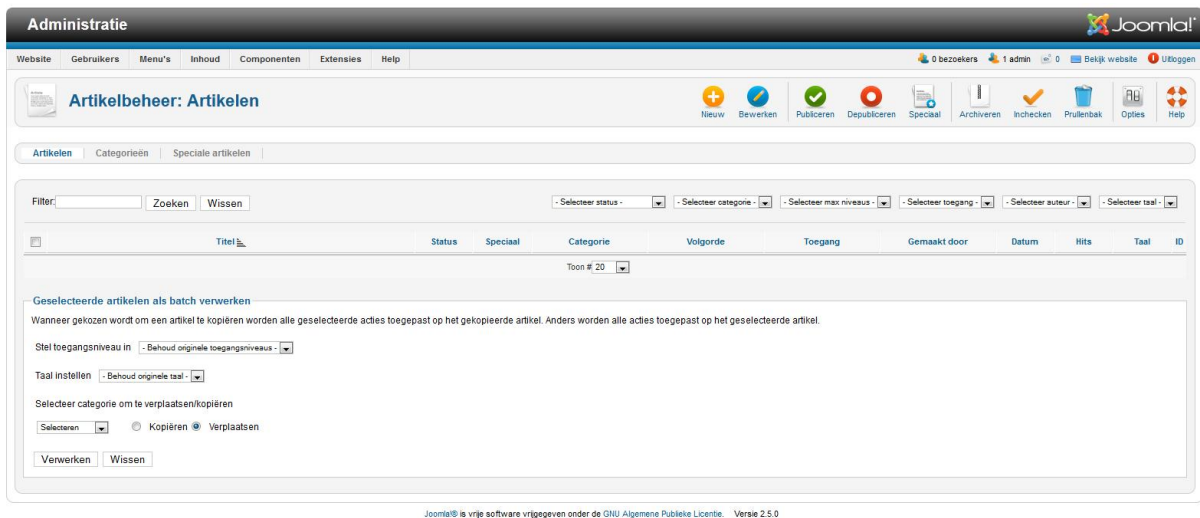 Administratie
Joomla!
Website Gebruikers Menu's Inhoud Componenten Extensies Help 0 bezoekers 1 admin 0 Bekijk website Uitloggen
Artikelbeheer: Artikelen
Nieuw Bewerken Publiceren Depubliceren Speciaal Archiveren Inchecken Prullenbak Opties Help
Artikelen Categorieën Speciale artikelen
Filter: Zoeken Wissen - Selecteer status - - Selecteer categorie - - Selecteer max niveaus - - Selecteer toegang - - Selecteer auteur - - Selecteer taal -
Titel Status Speciaal Categorie Volgorde Toegang Gemaakt door Datum Hits Taal ID
Toon # 20
Geselecteerde artikelen als batch verwerken
Wanneer gekozen wordt om een artikel te kopiëren worden alle geselecteerde acties toegepast op het gekopieerde artikel. Anders worden alle acties toegepast op het geselecteerde artikel.
Stel toegangsniveau in - Behoud originele toegangsniveaus -
Taal instellen - Behoud originele taal -
Selecteer categorie om te verplaatsen/kopiëren
Selecteren Kopiëren Verplaatsen
Verwerken Wissen
Joomla!® is vrije software vrijgegeven onder de GNU Algemene Publieke Licentie. Versie 2.5.0